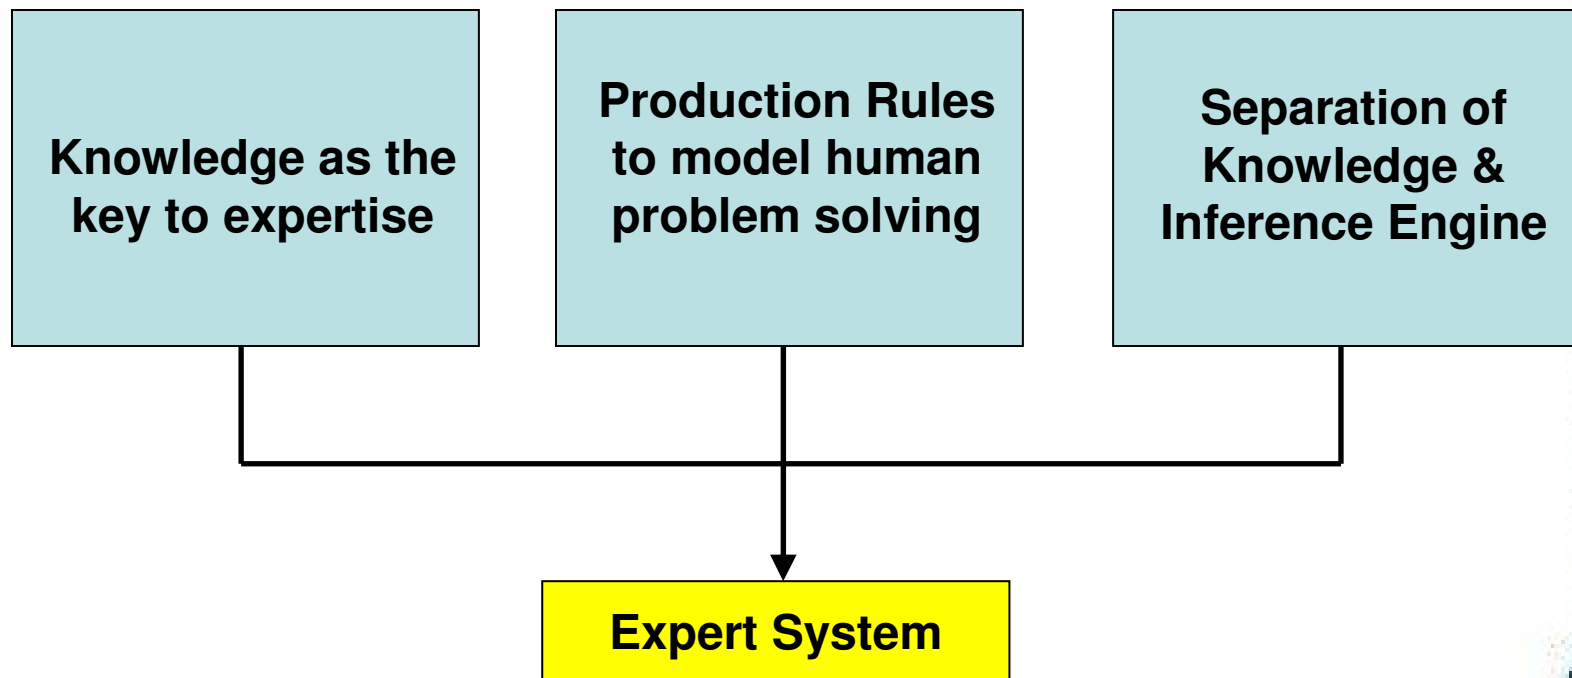 Knowledge as the
key to expertise
Production Rules
to model human
problem solving
Separation of
Knowledge &
Inference Engine
Expert System